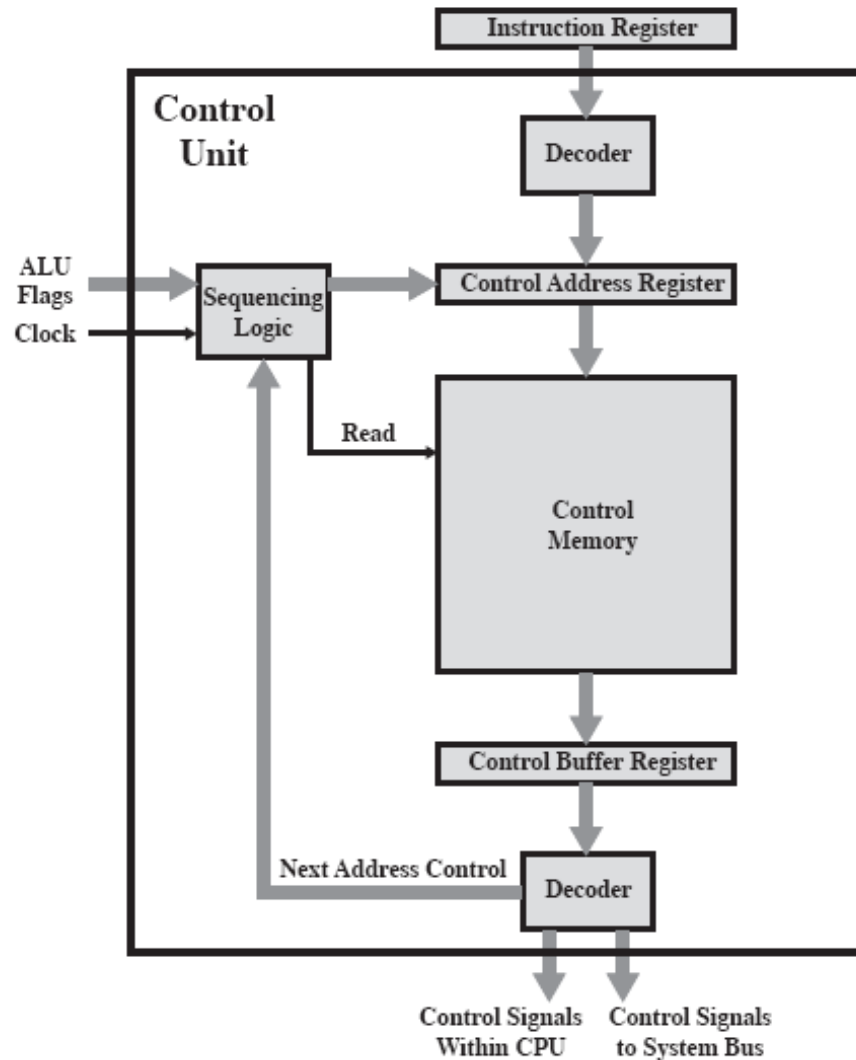 Instruction Register
Control
Unit
Decoder
ALU
Flags
Clock
Sequencing
Logic
Control Address Register
Read
Control
Memory
Control Buffer Register
Next Address Control
Decoder
Control Signals
Within CPU
Control Signals
to System Bus